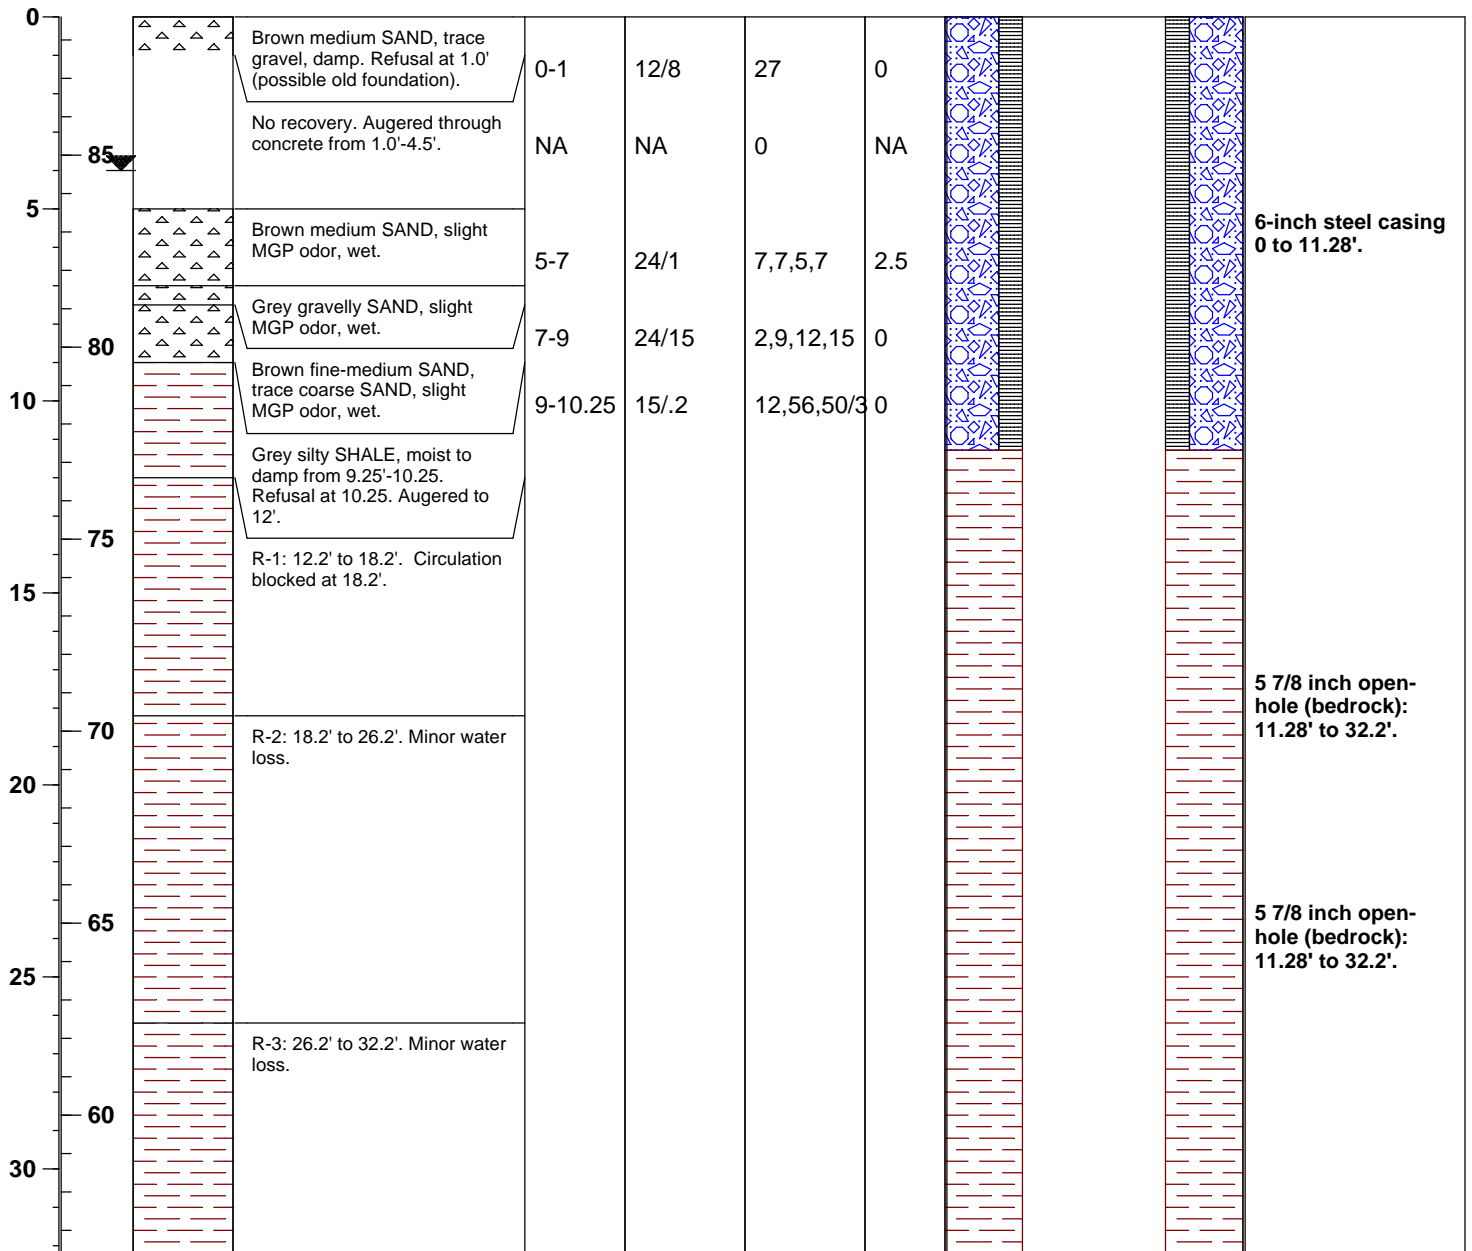 0
Brown medium SAND, trace
gravel, damp. Refusal at 1.0'
(possible old foundation).
0-1 12/8 27 0
No recovery. Augered through
concrete from 1.0'-4.5'.
NA NA 0 NA
85
5
Brown medium SAND, slight
MGP odor, wet.
5-7 24/1 7,7,5,7 2.5
6-inch steel casing
0 to 11.28'.
Grey gravelly SAND, slight
MGP odor, wet.
7-9 24/15 2,9,12,15 0
80
Brown fine-medium SAND,
trace coarse SAND, slight
MGP odor, wet.
10
9-10.25 15/.2 12,56,50/3 0
Grey silty SHALE, moist to
damp from 9.25'-10.25.
Refusal at 10.25. Augered to
12'.
75
R-1: 12.2' to 18.2'. Circulation
blocked at 18.2'.
15
5 7/8 inch open-
hole (bedrock):
11.28' to 32.2'.
70
R-2: 18.2' to 26.2'. Minor water
loss.
20
65
5 7/8 inch open-
hole (bedrock):
11.28' to 32.2'.
25
R-3: 26.2' to 32.2'. Minor water
loss.
60
30